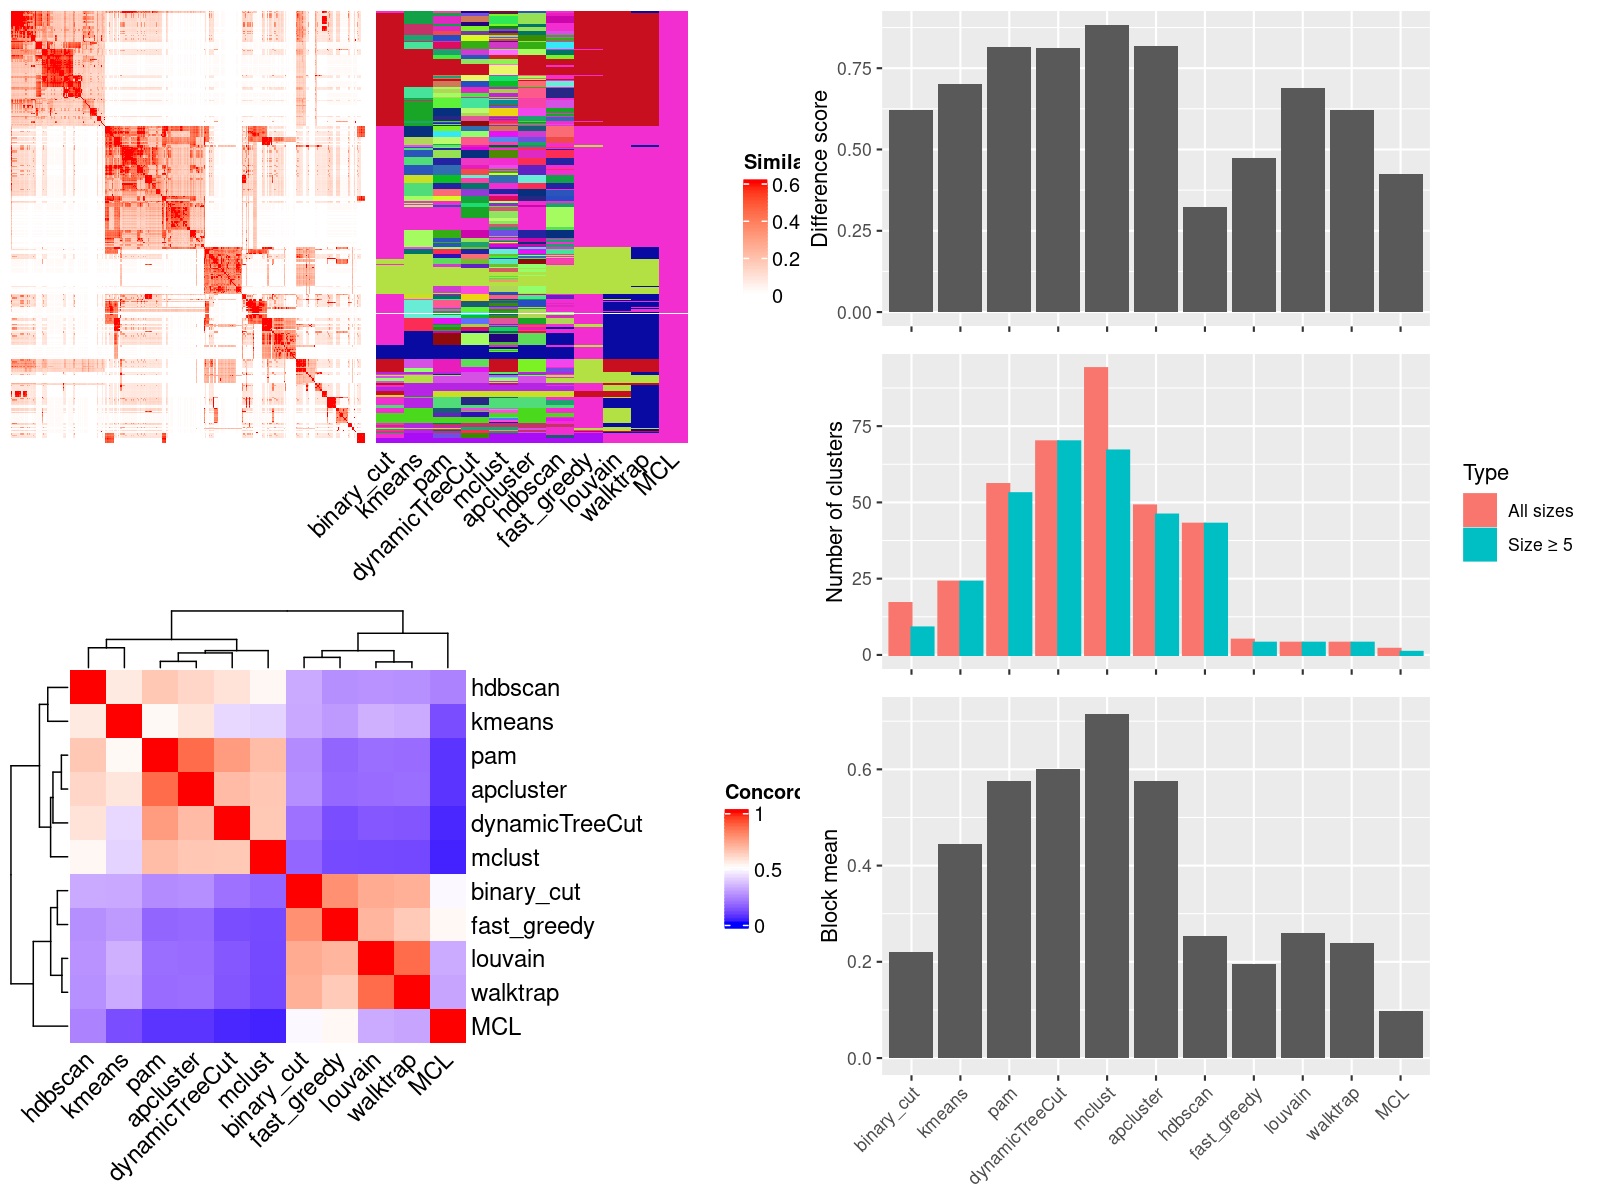 Simila
0.6
0.4
0.2
0
binary_cut
kmeans
pam
dynamicTreeCut
mclust
apcluster
hdbscan
fast_greedy
louvain
walktrap
MCL
hdbscan
kmeans
pam
apcluster
dynamicTreeCut
mclust
binary_cut
fast_greedy
louvain
walktrap
MCL
hdbscan
kmeans
pam
apcluster
dynamicTreeCut
mclust
binary_cut
fast_greedy
louvain
walktrap
MCL
Concord
1
0.5
0
Difference score
0.75
0.50
0.25
0.00
Number of clusters
75
50
25
0
Type
All sizes
Size ≥ 5
Block mean
0.6
0.4
0.2
0.0
binary_cut
kmeans
pam
dynamicTreeCut
mclust
apcluster
hdbscan
fast_greedy
louvain
walktrap
MCL